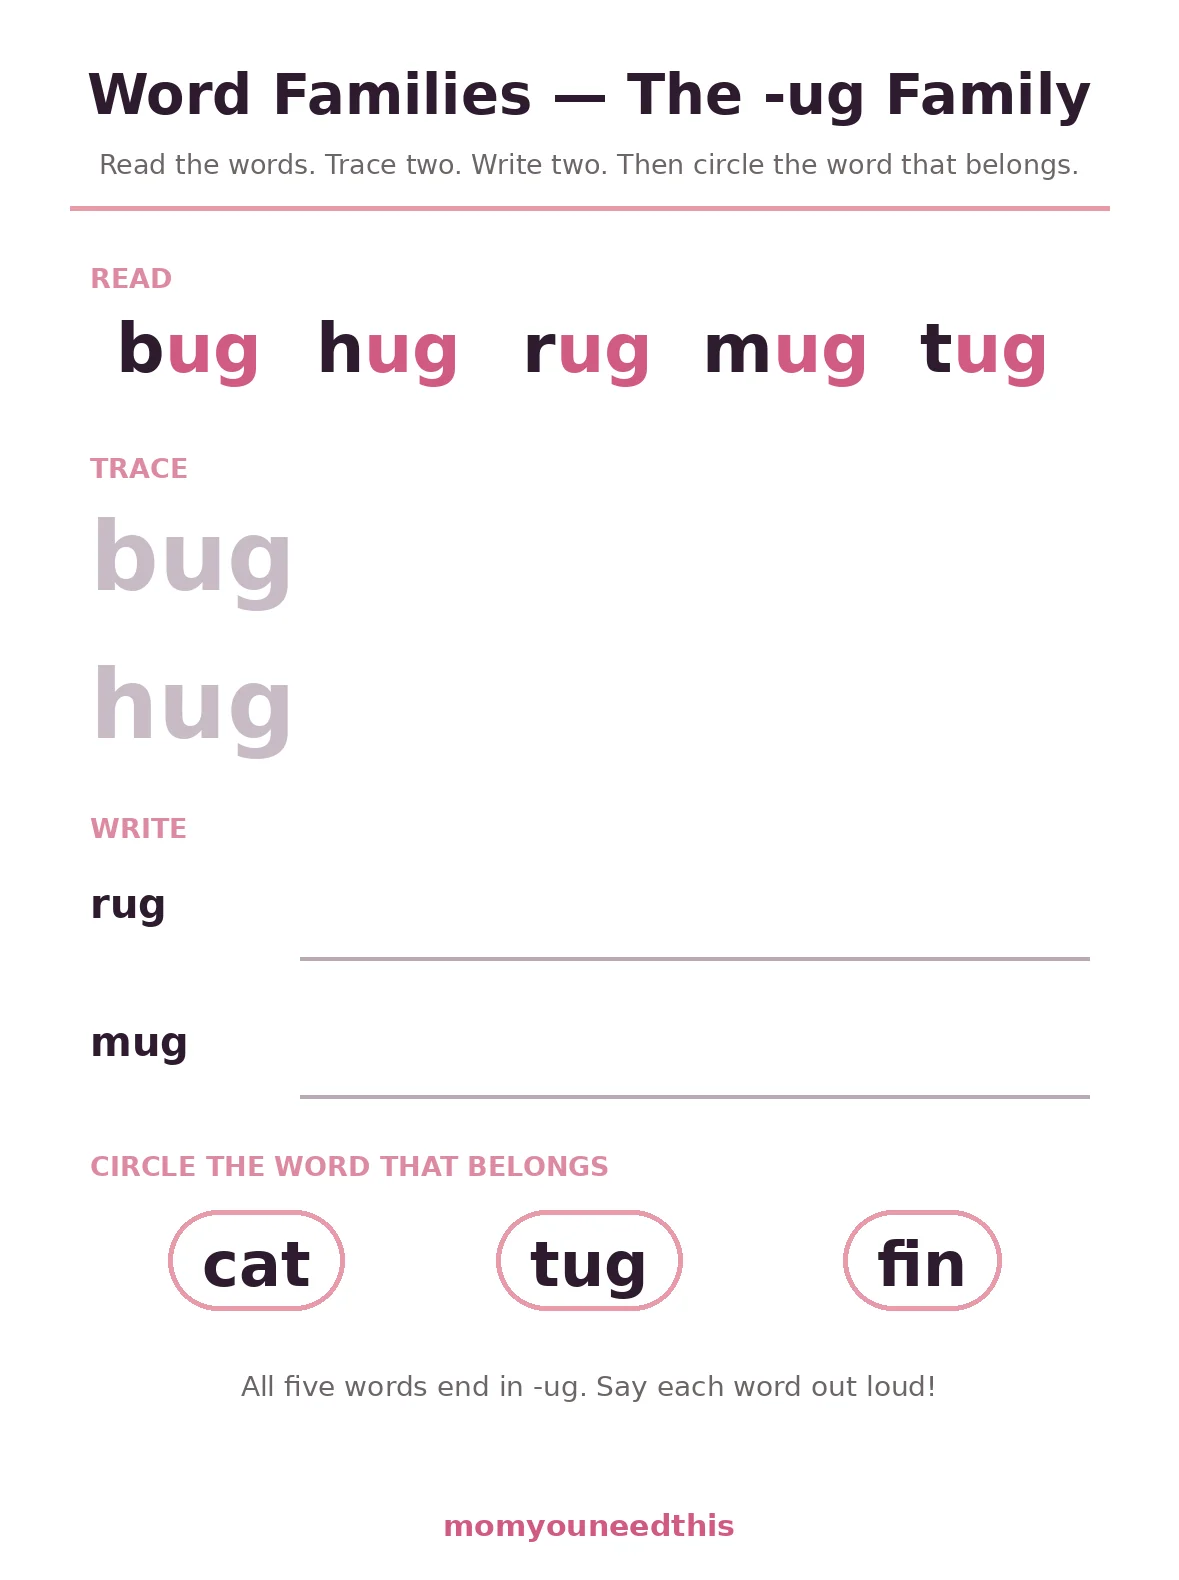 Word Families — The -ug Family
Read the words. Trace two. Write two. Then circle the word that belongs.
READ
bug hug rug mug tug
TRACE
bug
hug
WRITE
rug
mug
CIRCLE THE WORD THAT BELONGS
cat tug fin
All five words end in -ug. Say each word out loud!
momyouneedthis